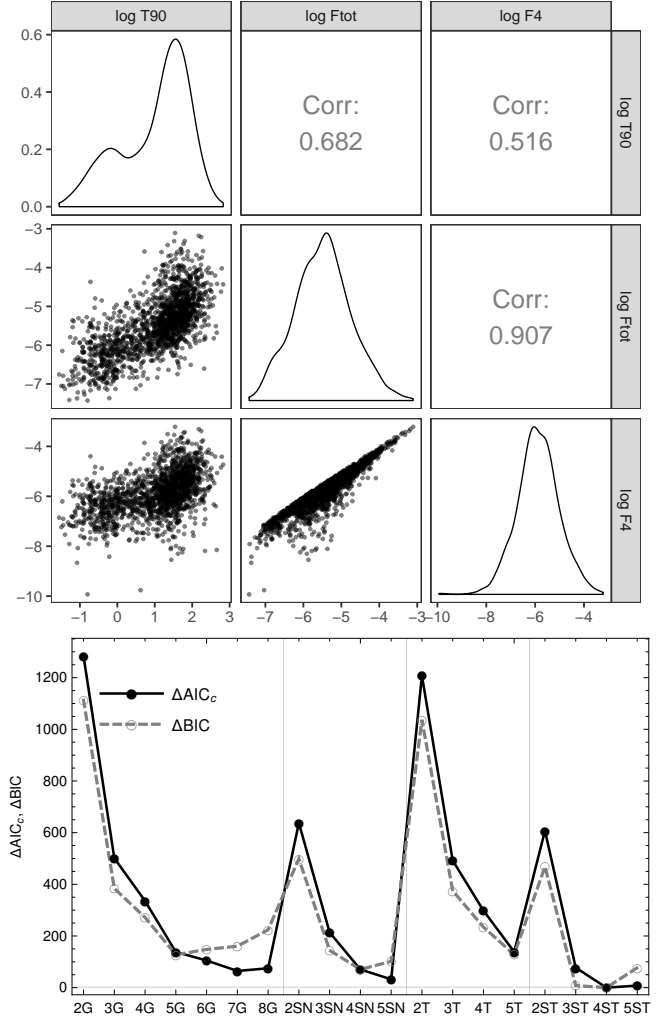 log T90 log Ftot log F4
0.6
0.4
0.2
0.0
Corr:
0.682
Corr:
0.516
log T90
−3
−4
−5
−6
−7
Corr:
0.907
log Ftot
−4
−6
−8
−10
log F4
−1 0 1 2 3 −7 −6 −5 −4 −3 −10 −8 −6 −4
1200
1000
800
600
400
200
0
ΔAICc, ΔBIC
ΔAICc
ΔBIC
2G 3G 4G 5G 6G 7G 8G 2SN 3SN 4SN 5SN 2T 3T 4T 5T 2ST 3ST 4ST 5ST